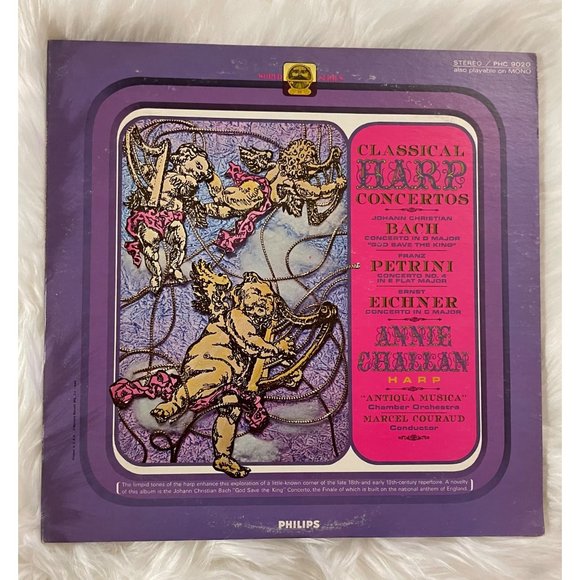 STEREO / PHC 9020
also playable on MONO
WORLD SERIES
CLASSICAL
HARP
CONCERTOS
JOHANN CHRISTIAN
BACH
CONCERTO IN D MAJOR
"GOD SAVE THE KING"
FRANZ
PETRINI
CONCERTO NO. 4
IN E FLAT MAJOR
ERNST
EICHNER
CONCERTO IN C MAJOR
ANNIE
CHALLAN
HARP
"ANTIQUA MUSICA"
Chamber Orchestra
MARCEL COURAUD
Conductor
The limpid tones of the harp enhance this exploration of a little-known corner of the late 18th-and early 19th-century repertoire. A novelty
of this album is the Johann Christian Bach "God Save the King" Concerto, the Finale of which is built on the national anthem of England.
PHILIPS